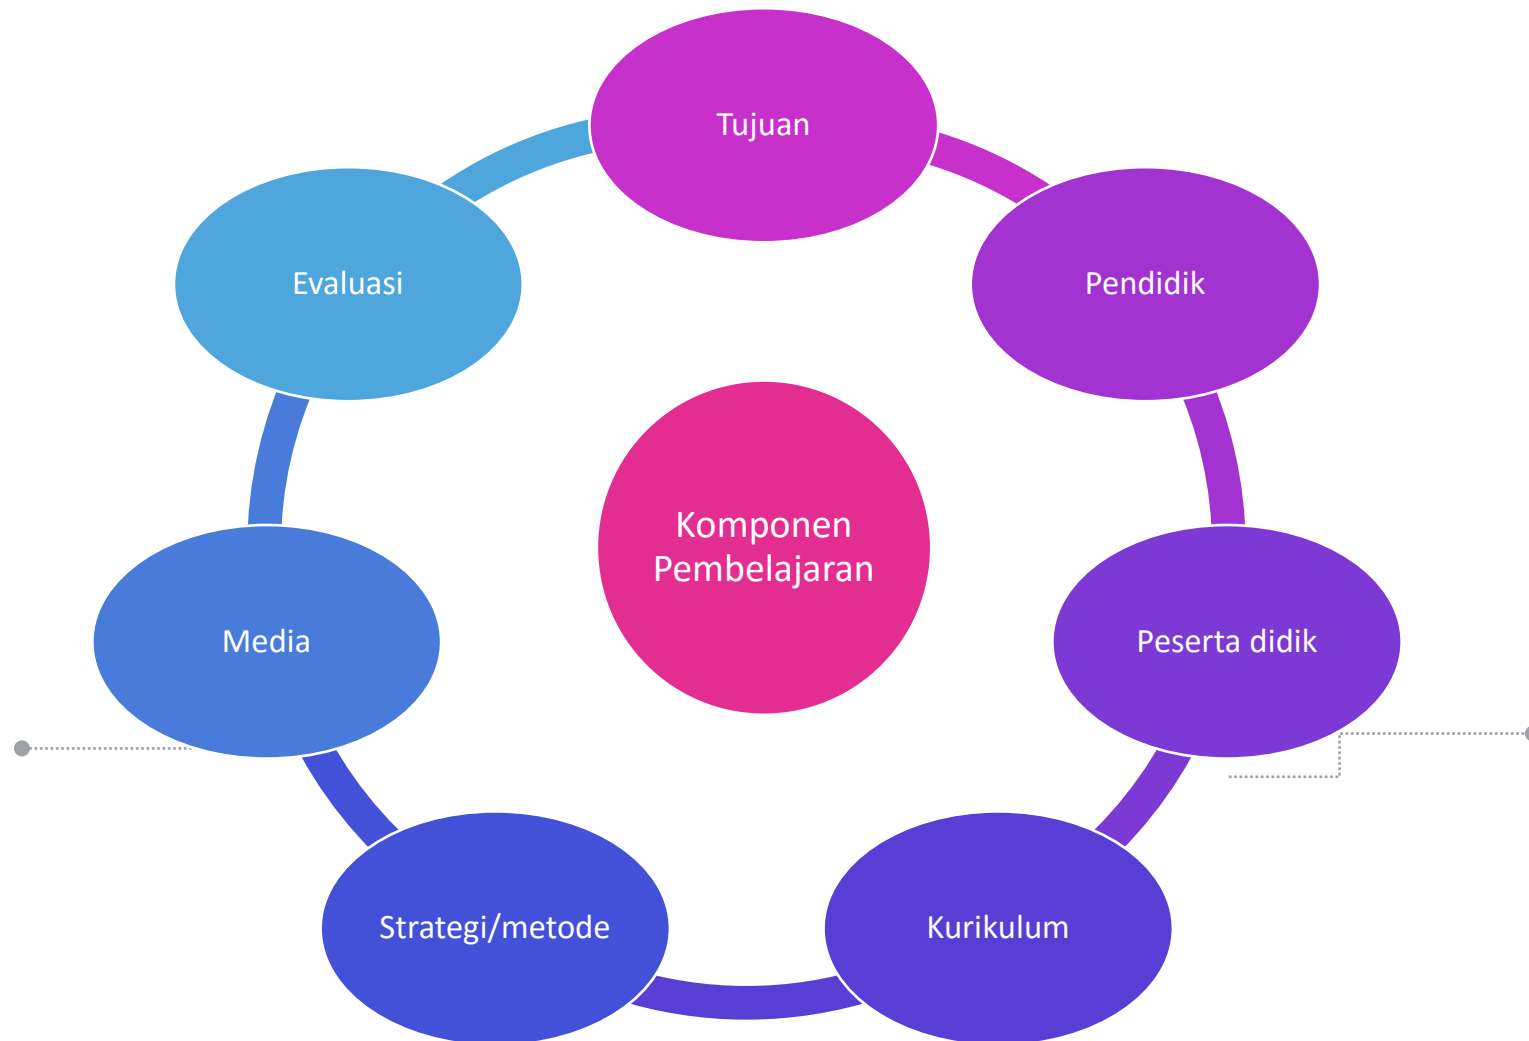 Tujuan
Pendidik
Peserta didik
Kurikulum
Strategi/metode
Media
Evaluasi
Komponen
Pembelajaran